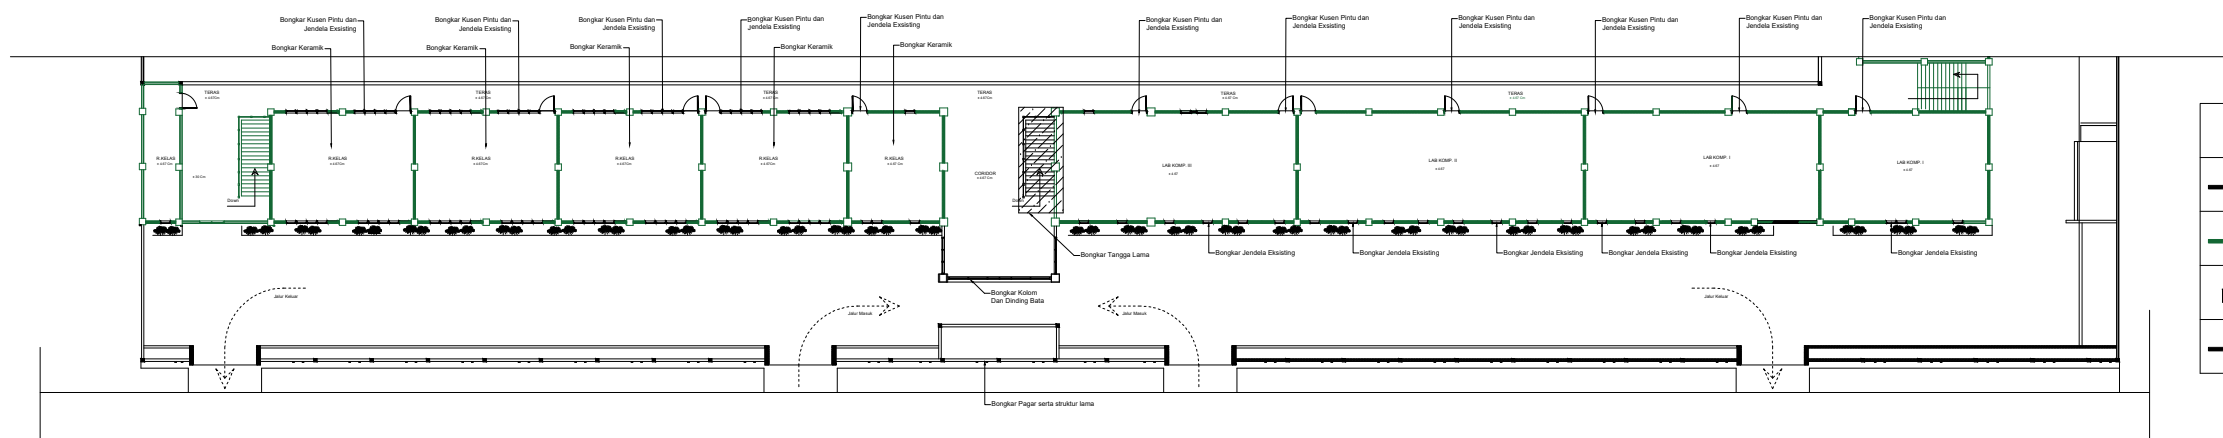 Bongkar Kusen Pintu dan
Jendela Exsisting
Bongkar Kusen Pintu dan
Jendela Exsisting
Bongkar Kusen Pintu dan
Jendela Exsisting
Bongkar Kusen Pintu dan
Jendela Exsisting
Bongkar Kusen Pintu dan
Jendela Exsisting
Bongkar Kusen Pintu dan
Jendela Exsisting
Bongkar Kusen Pintu dan
Jendela Exsisting
Bongkar Kusen Pintu dan
Jendela Exsisting
Bongkar Kusen Pintu dan
Jendela Exsisting
Bongkar Kusen Pintu dan
Jendela Exsisting
Bongkar Kusen Pintu dan
Jendela Exsisting
Bongkar Keramik
Bongkar Keramik
Bongkar Keramik
Bongkar Keramik
Bongkar Keramik
TERAS
TERAS
TERAS
TERAS
TERAS
TERAS
TERAS
TERAS
R.KELAS
R.KELAS
R.KELAS
R.KELAS
R.KELAS
R.KELAS
CORIDOR
LAB KOMP. III
LAB KOMP. II
LAB KOMP. I
LAB KOMP. I
Down
Bongkar Tangga Lama
Bongkar Jendela Eksisting
Bongkar Jendela Eksisting
Bongkar Jendela Eksisting
Bongkar Jendela Eksisting
Bongkar Jendela Eksisting
Bongkar Jendela Eksisting
Bongkar Kolom
Dan Dinding Bata
Jalur Keluar
Jalur Masuk
Jalur Masuk
Jalur Keluar
Bongkar Pagar serta struktur lama